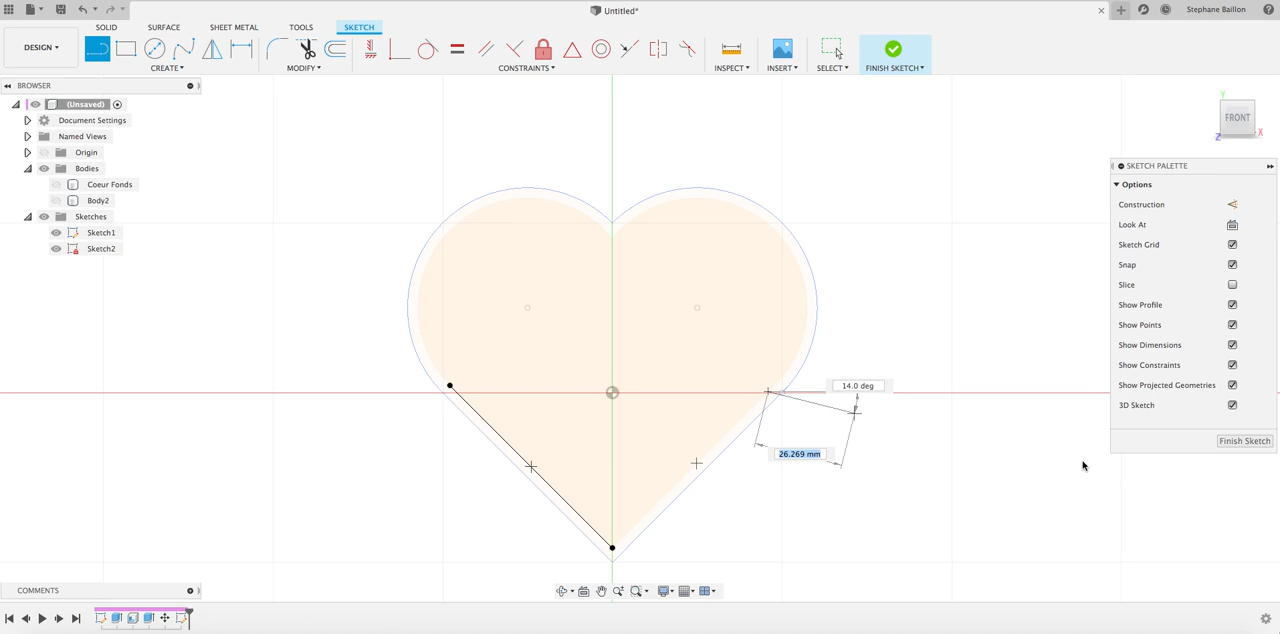 Untitled*
Stephane Baillon
SOLID SURFACE SHEET METAL TOOLS SKETCH
DESIGN
CREATE MODIFY CONSTRAINTS INSPECT INSERT SELECT FINISH SKETCH
BROWSER
(Unsaved)
Document Settings
Named Views
Origin
Bodies
Coeur Fonds
Body2
Sketches
Sketch1
Sketch2
Y
FRONT
X
Z
SKETCH PALETTE
Options
Construction
Look At
Sketch Grid
Snap
Slice
Show Profile
Show Points
Show Dimensions
Show Constraints
Show Projected Geometries
3D Sketch
Finish Sketch
14.0 deg
26.269 mm
COMMENTS